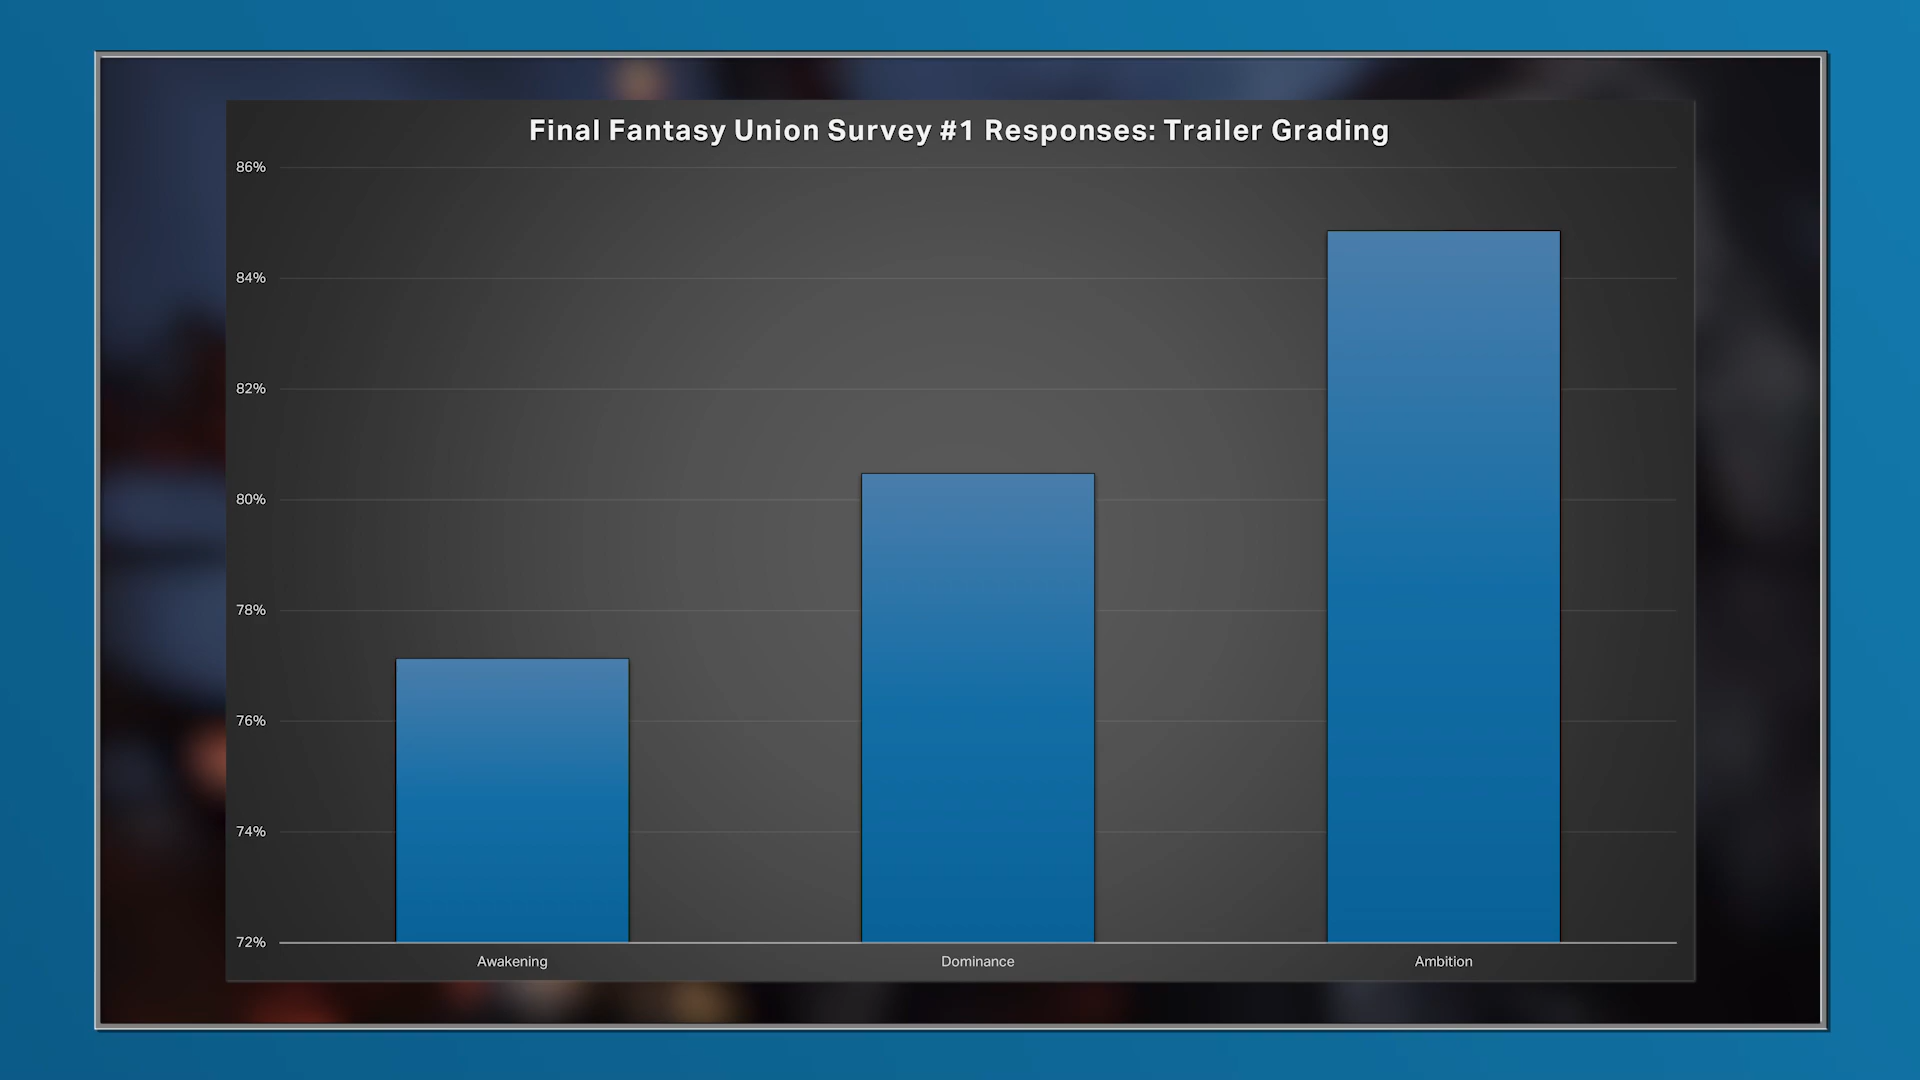 Final Fantasy Union Survey #1 Responses: Trailer Grading
86%
84%
82%
80%
78%
76%
74%
72%
Awakening
Dominance
Ambition